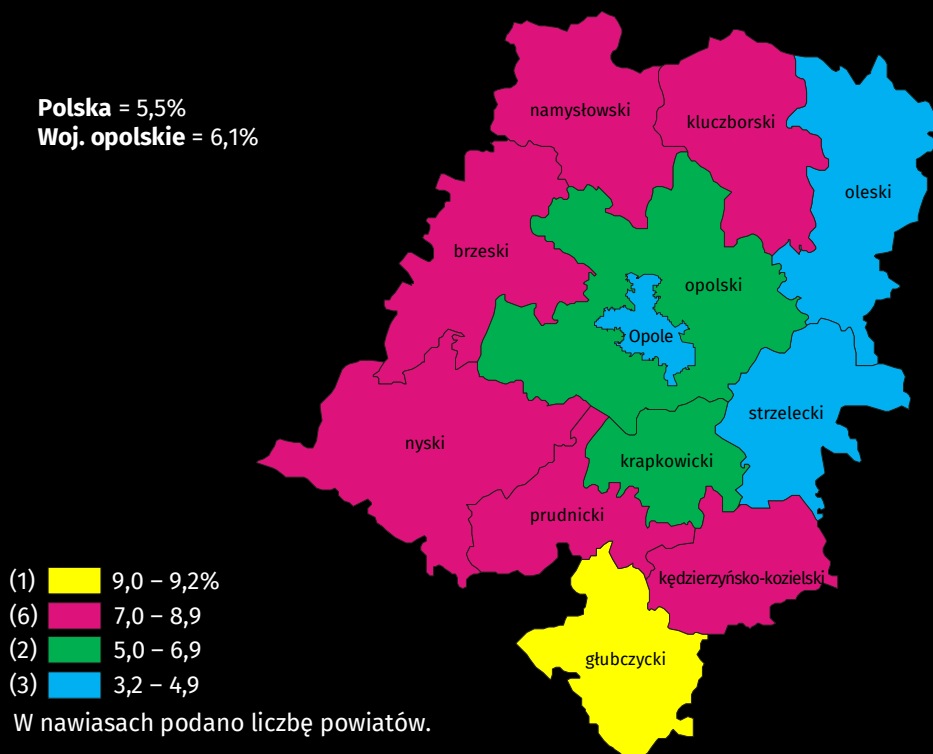 Polska = 5,5%
Woj. opolskie = 6,1%
namysłowski
kluczborski
oleski
brzeski
opolski
Opole
strzelecki
nyski
krapkowicki
prudnicki
kędzierzyńsko-kozielski
głubczycki
(1) 9,0 – 9,2%
(6) 7,0 – 8,9
(2) 5,0 – 6,9
(3) 3,2 – 4,9
W nawiasach podano liczbę powiatów.